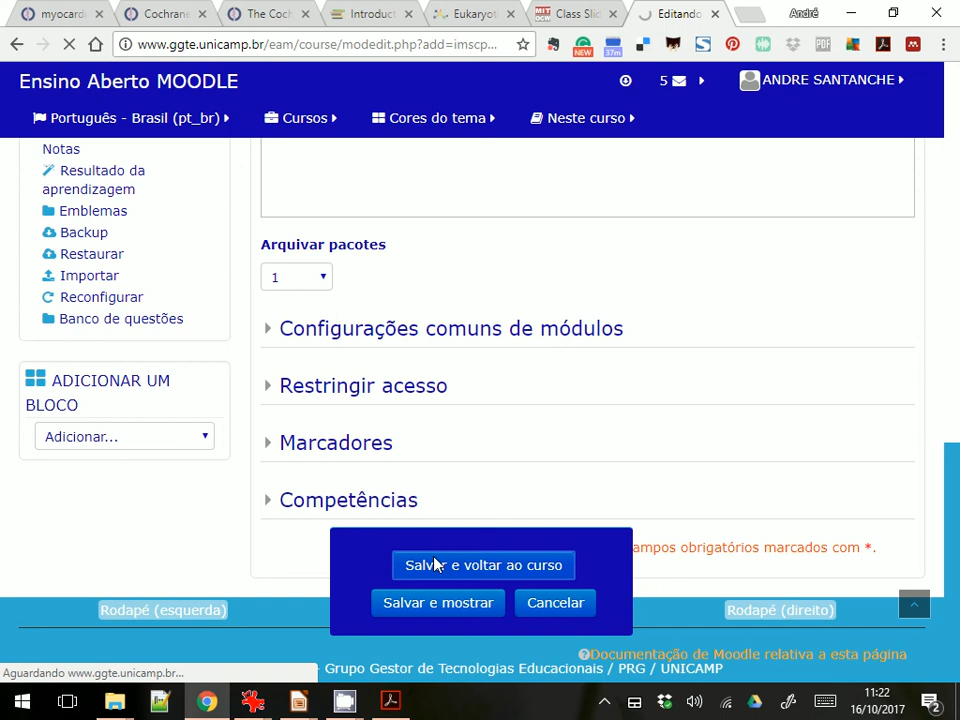 myocard
Cochrane
The Coch
Introduct
Eukaryot
Class Slid
Editando
André
www.ggte.unicamp.br/eam/course/modedit.php?add=imscp...
NEW
37m
PDF
Ensino Aberto MOODLE
5
ANDRE SANTANCHE
Português - Brasil (pt_br)
Cursos
Cores do tema
Neste curso
Notas
Resultado da
aprendizagem
Emblemas
Backup
Restaurar
Importar
Reconfigurar
Banco de questões
ADICIONAR UM
BLOCO
Adicionar...
Arquivar pacotes
1
Configurações comuns de módulos
Restringir acesso
Marcadores
Competências
ampos obrigatórios marcados com *.
Salvar e voltar ao curso
Salvar e mostrar
Cancelar
Rodapé (esquerda)
Rodapé (direito)
Documentação de Moodle relativa a esta página
- Grupo Gestor de Tecnologias Educacionais / PRG / UNICAMP
Aguardando www.ggte.unicamp.br...
11:22
16/10/2017
2